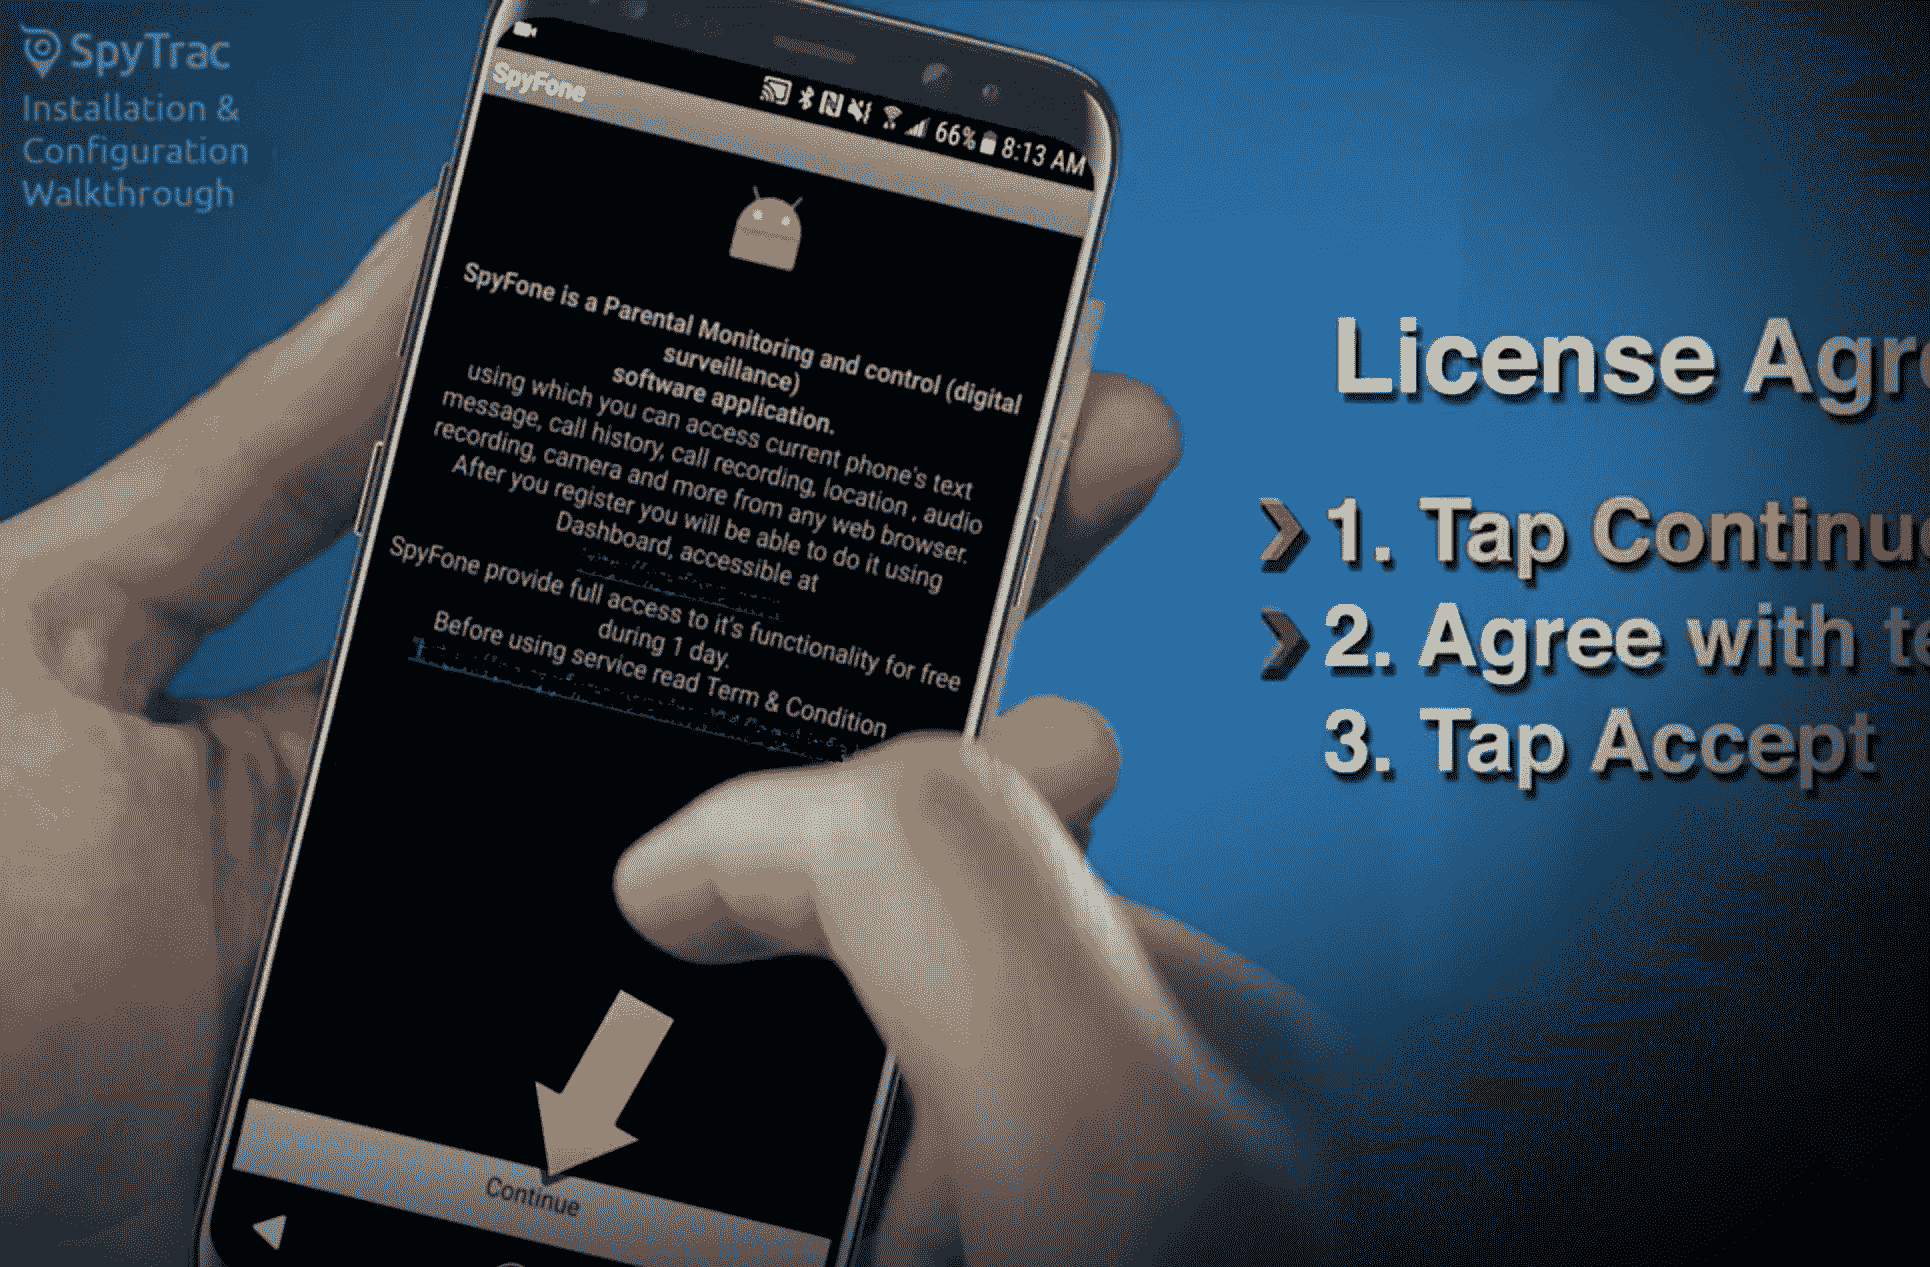 SpyTrac
Installation &
Configuration
Walkthrough
66% 8:13 AM
SpyFone
SpyFone is a Parental Monitoring and control (digital
surveillance)
software application.
using which you can access current phone's text
message, call history, call recording, location , audio
recording, camera and more from any web browser.
After you register you will be able to do it using
Dashboard, accessible at
SpyFone provide full access to it's functionality for free
during 1 day.
Before using service read Term & Condition
Continue
License Agre
1. Tap Continue
2. Agree with te
3. Tap Accept